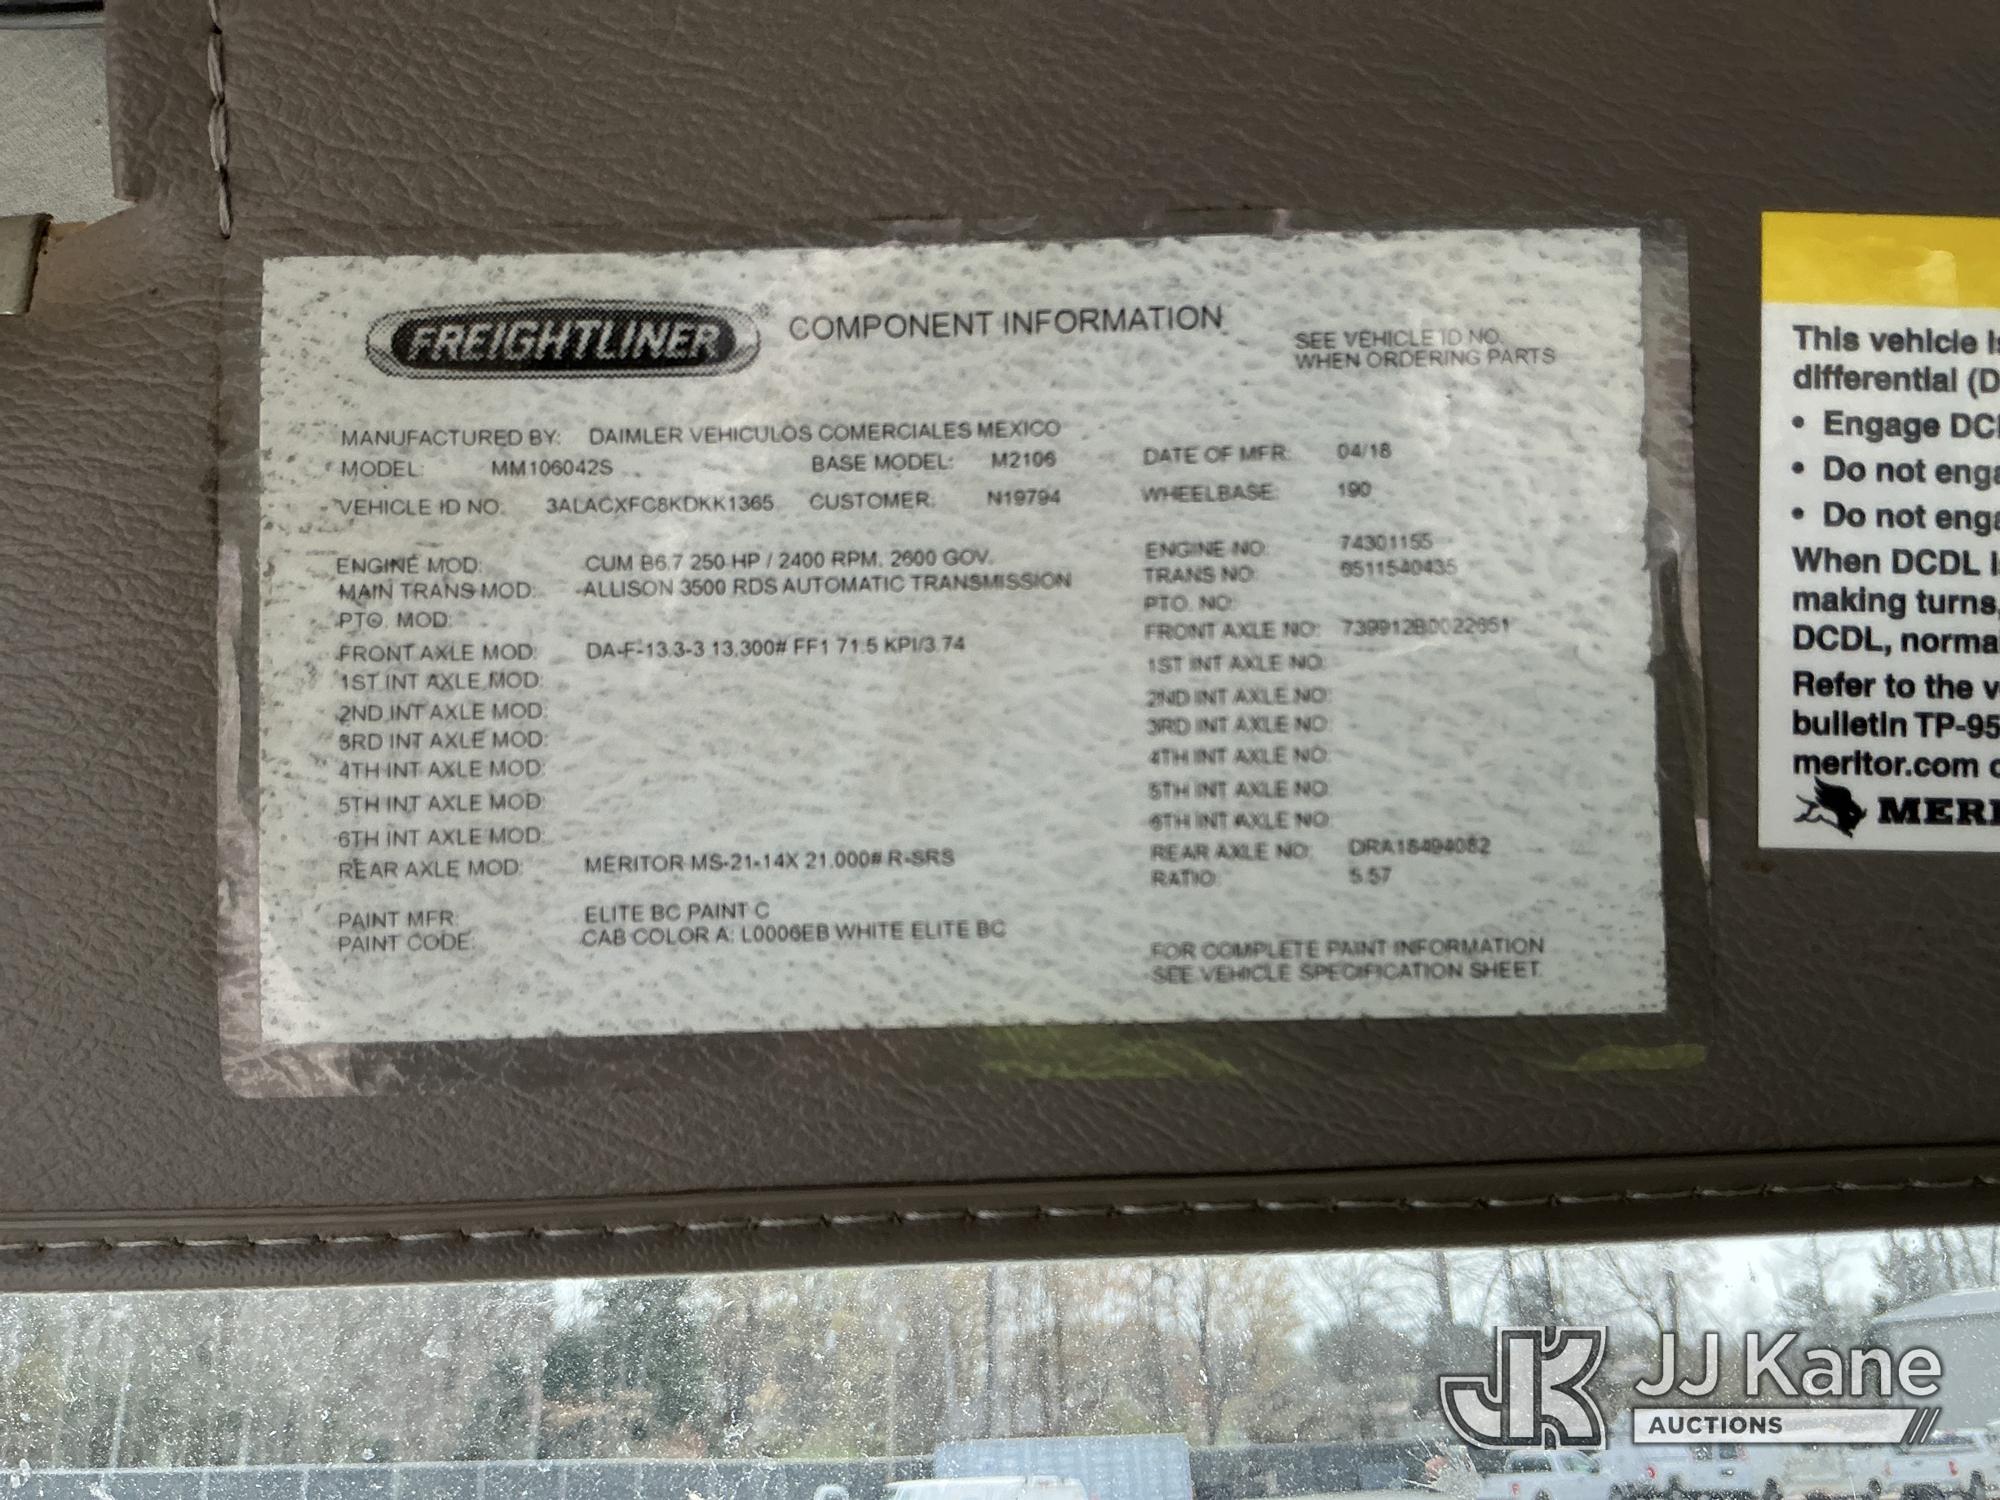 FREIGHTLINER ®
COMPONENT INFORMATION
SEE VEHICLE ID NO.
WHEN ORDERING PARTS
MANUFACTURED BY: DAIMLER VEHICULOS COMERCIALES MEXICO
MODEL: MM106042S BASE MODEL: M2106 DATE OF MFR: 04/18
VEHICLE ID NO. 3ALACXFC8KDKK1365 CUSTOMER: N19794 WHEELBASE: 190
ENGINE MOD: CUM B6.7 250 HP / 2400 RPM, 2600 GOV. ENGINE NO: 74301155
MAIN TRANS MOD: ALLISON 3500 RDS AUTOMATIC TRANSMISSION TRANS NO: 6511540435
PTO. MOD: PTO. NO:
FRONT AXLE MOD: DA-F-13.3-3 13,300# FF1 71.5 KPI/3.74 FRONT AXLE NO: 739912B0022651
1ST INT AXLE MOD: 1ST INT AXLE NO:
2ND INT AXLE MOD: 2ND INT AXLE NO:
3RD INT AXLE MOD: 3RD INT AXLE NO:
4TH INT AXLE MOD: 4TH INT AXLE NO:
5TH INT AXLE MOD: 5TH INT AXLE NO:
6TH INT AXLE MOD: 6TH INT AXLE NO:
REAR AXLE MOD: MERITOR MS-21-14X 21,000# R-SRS REAR AXLE NO: DRA18494082
RATIO: 5.57
PAINT MFR: ELITE BC PAINT C
PAINT CODE: CAB COLOR A: L0006EB WHITE ELITE BC
FOR COMPLETE PAINT INFORMATION
SEE VEHICLE SPECIFICATION SHEET.
This vehicle is
differential (D
• Engage DC
• Do not enga
• Do not enga
When DCDL i
making turns,
DCDL, norma
Refer to the v
bulletin TP-95
meritor.com
MERI
JK JJ Kane
AUCTIONS